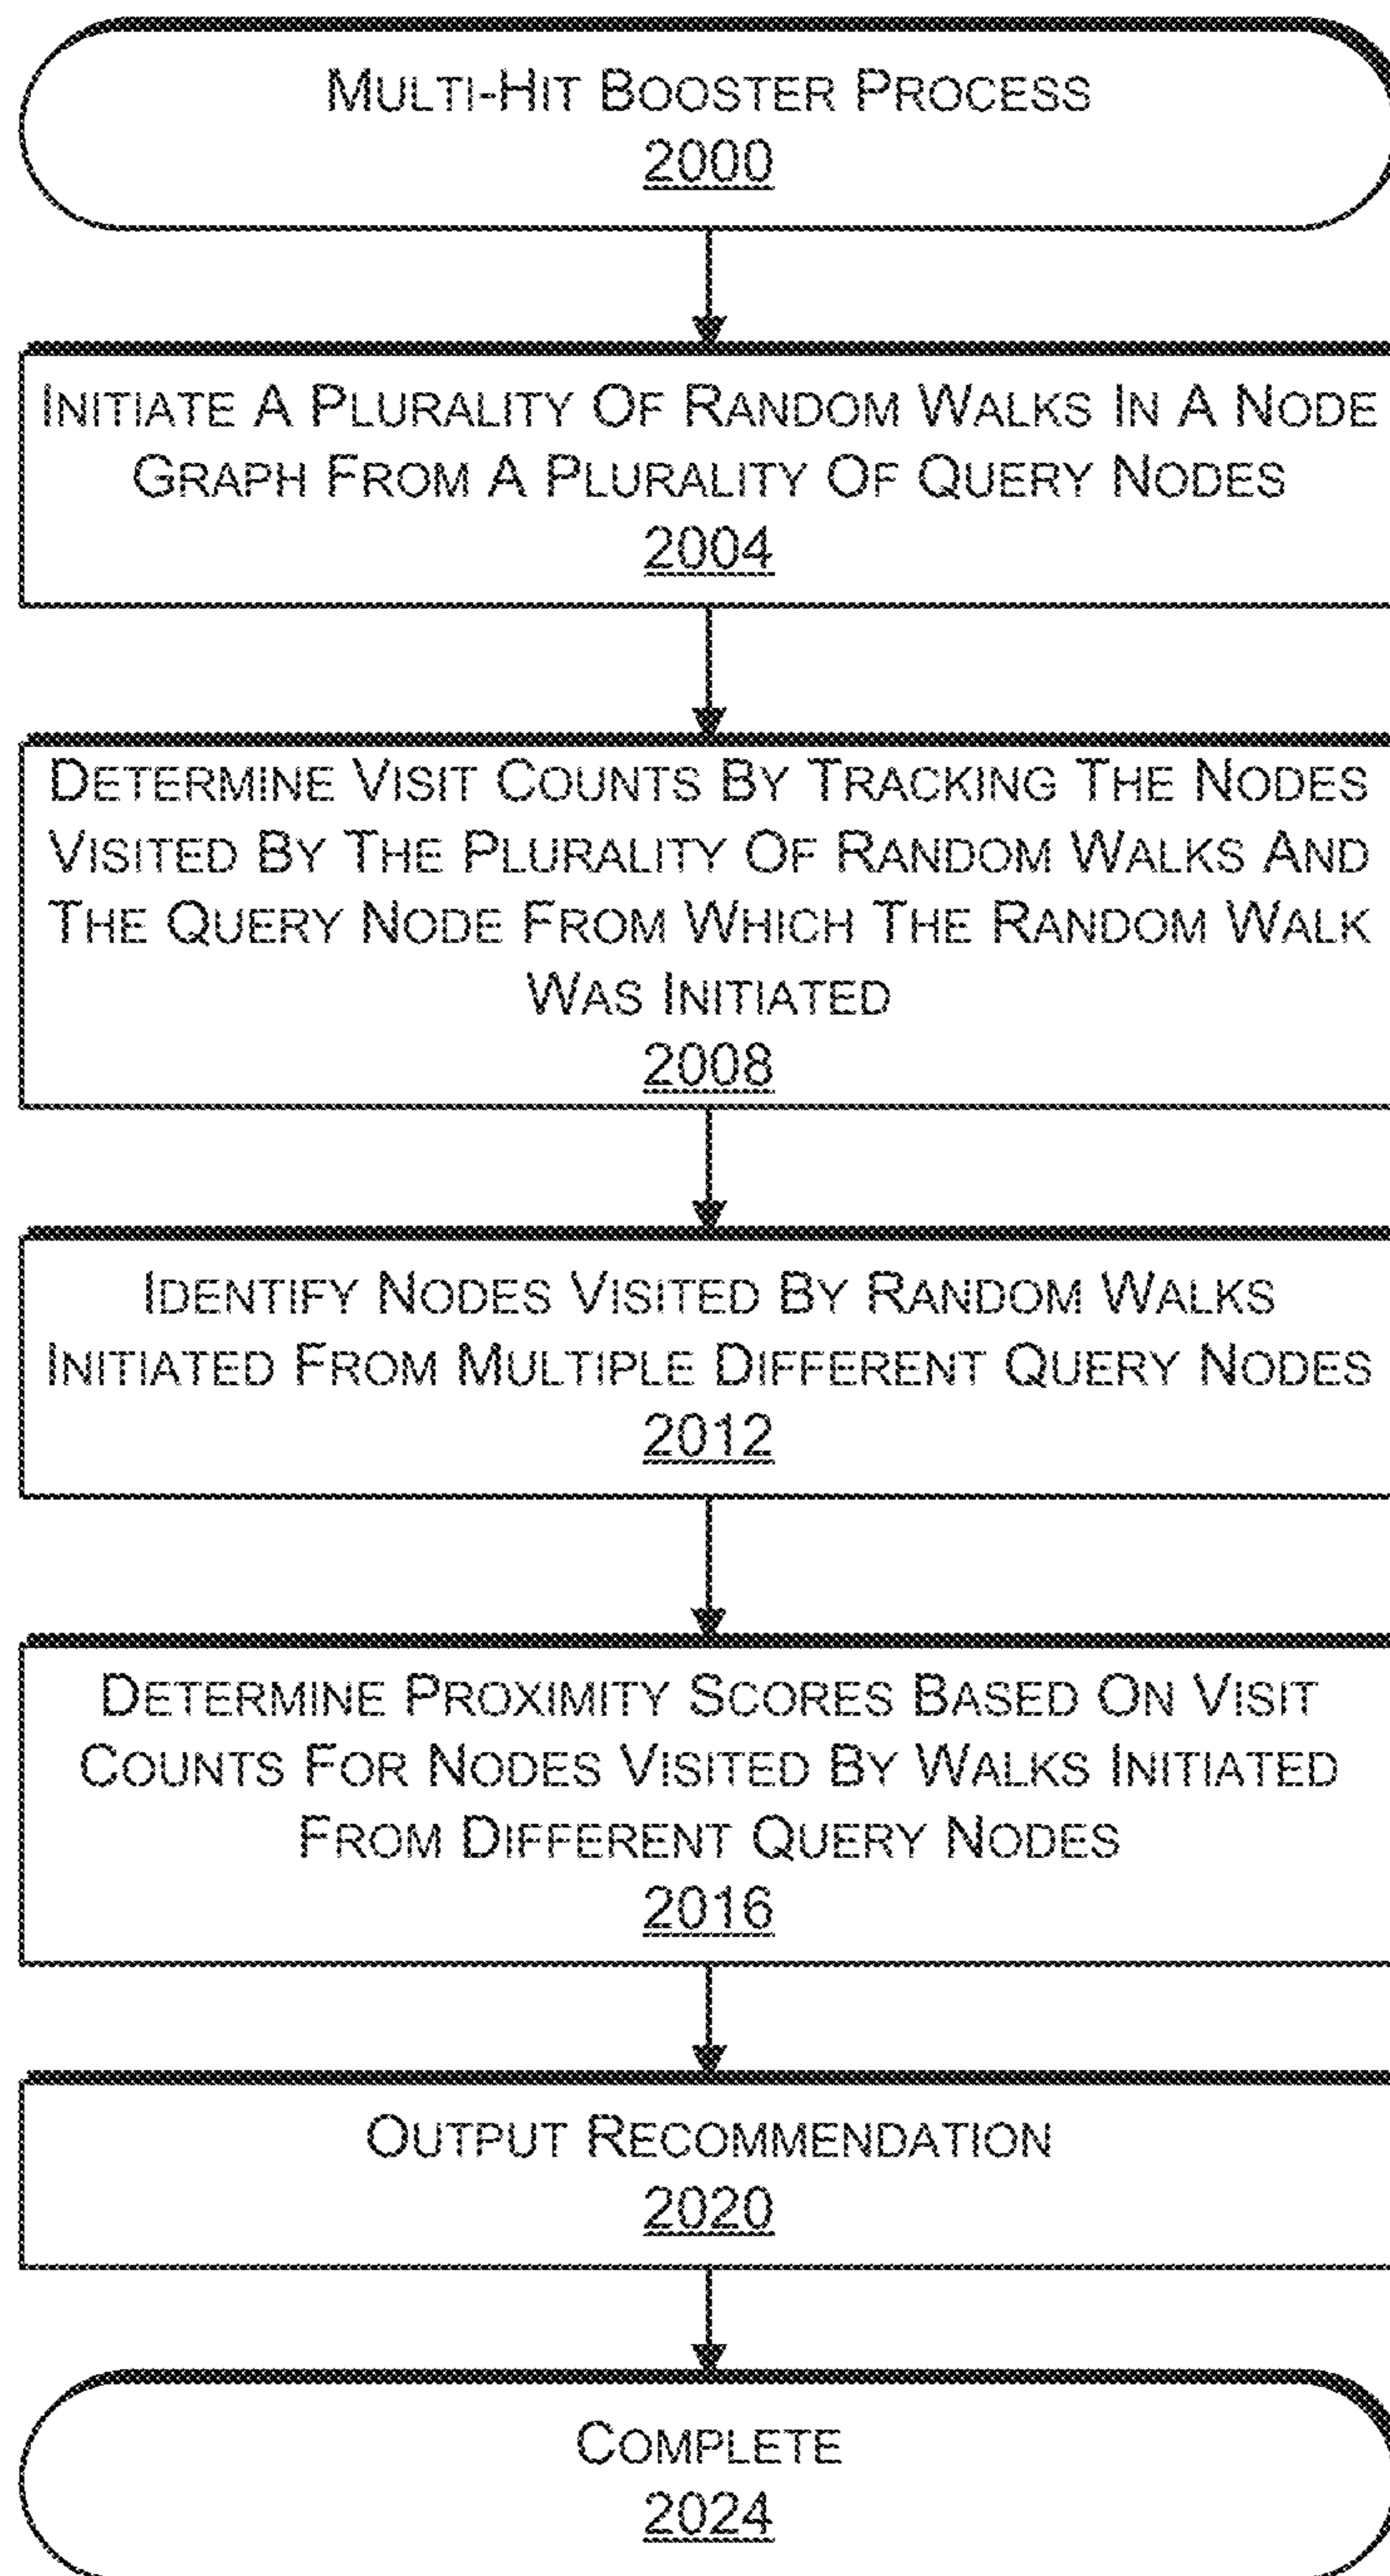 MULTI-HIT BOOSTER PROCESS
2000
INITIATE A PLURALITY OF RANDOM WALKS IN A NODE
GRAPH FROM A PLURALITY OF QUERY NODES
2004
DETERMINE VISIT COUNTS BY TRACKING THE NODES
VISITED BY THE PLURALITY OF RANDOM WALKS AND
THE QUERY NODE FROM WHICH THE RANDOM WALK
WAS INITIATED
2008
IDENTIFY NODES VISITED BY RANDOM WALKS
INITIATED FROM MULTIPLE DIFFERENT QUERY NODES
2012
DETERMINE PROXIMITY SCORES BASED ON VISIT
COUNTS FOR NODES VISITED BY WALKS INITIATED
FROM DIFFERENT QUERY NODES
2016
OUTPUT RECOMMENDATION
2020
COMPLETE
2024